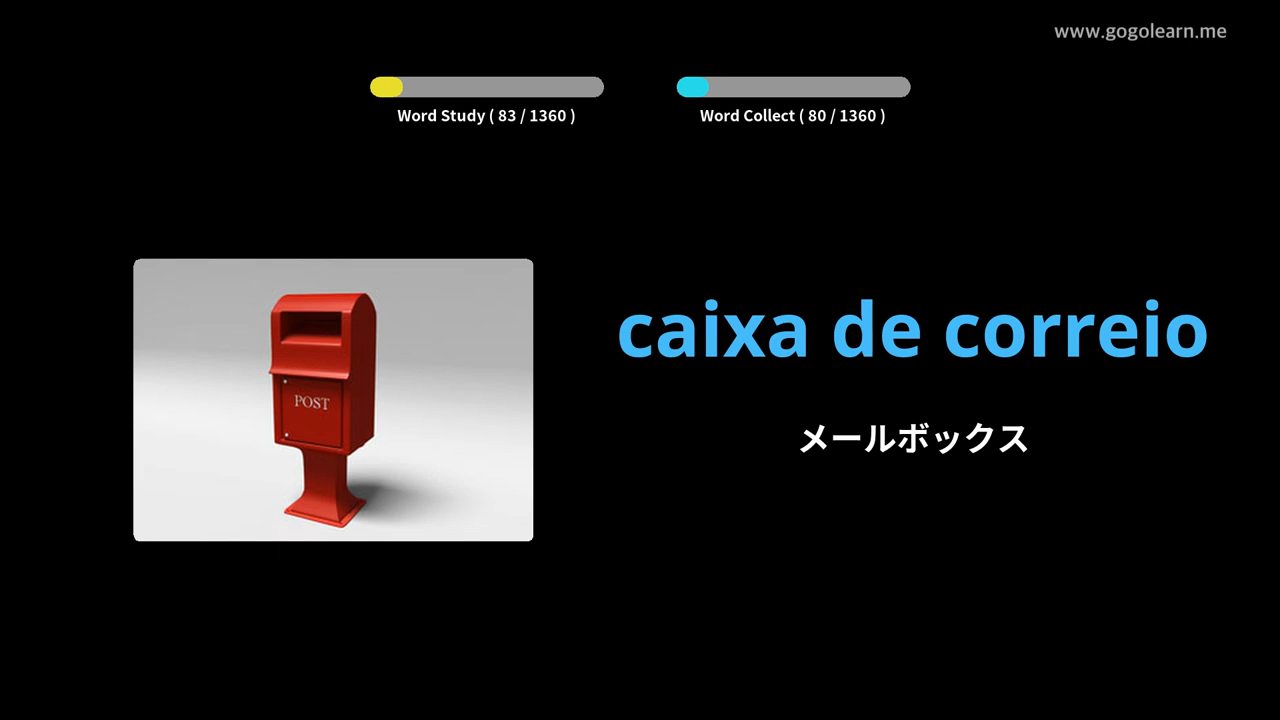 www.gogolearn.me
Word Study ( 83 / 1360 )
Word Collect ( 80 / 1360 )
POST
caixa de correio
メールボックス